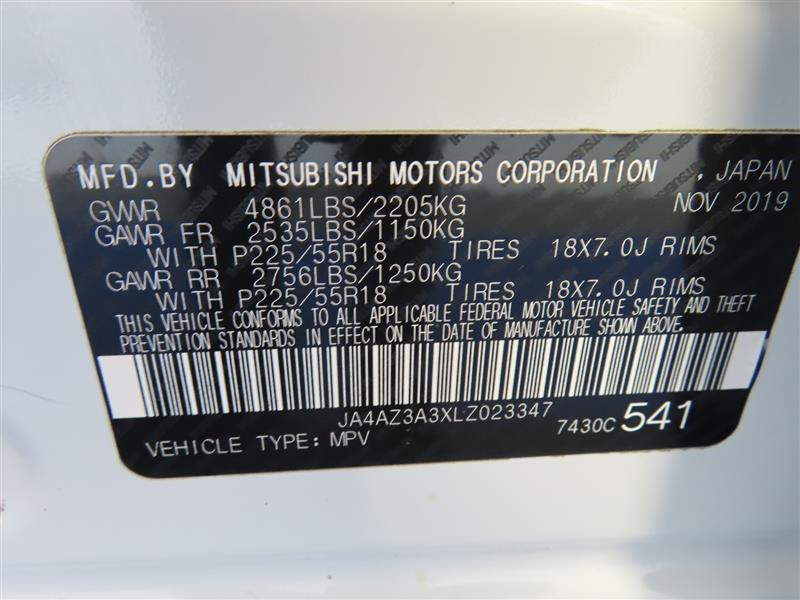 MFD.BY MITSUBISHI MOTORS CORPORATION , JAPAN
GVWR 4861LBS/2205KG NOV 2019
GAWR FR 2535LBS/1150KG
WITH P225/55R18 TIRES 18X7.0J RIMS
GAWR RR 2756LBS/1250KG
WITH P225/55R18 TIRES 18X7.0J RIMS
THIS VEHICLE CONFORMS TO ALL APPLICABLE FEDERAL MOTOR VEHICLE SAFETY AND THEFT
PREVENTION STANDARDS IN EFFECT ON THE DATE OF MANUFACTURE SHOWN ABOVE.
JA4AZ3A3XLZ023347
VEHICLE TYPE: MPV 7430C 541